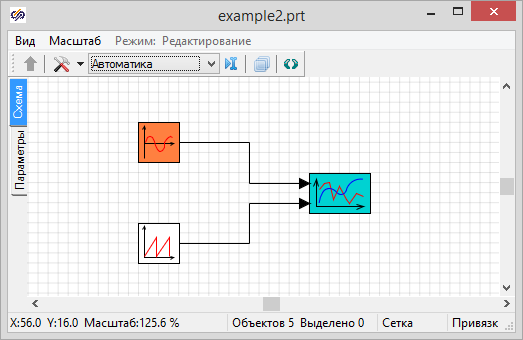 example2.prt
Вид Масштаб Режим: Редактирование
Автоматика
Схема
Параметры
X:56.0 Y:16.0 Масштаб:125.6 % Объектов 5 Выделено 0 Сетка Привязк